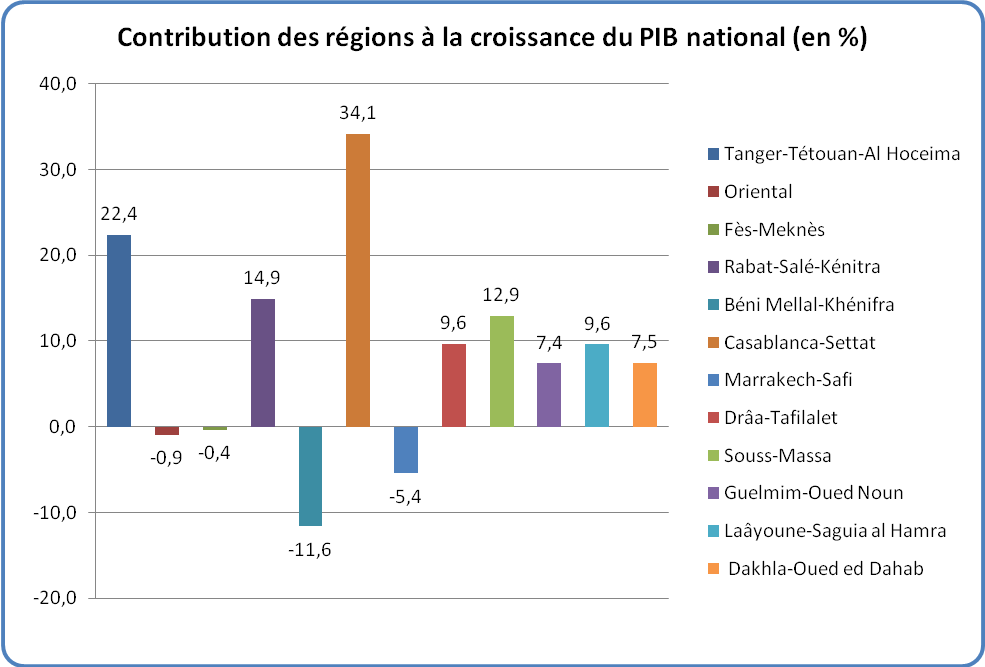 Contribution des régions à la croissance du PIB national (en %)
40,0
30,0
20,0
10,0
0,0
-10,0
-20,0
22,4
-0,9
-0,4
14,9
-11,6
34,1
-5,4
9,6
12,9
7,4
9,6
7,5
Tanger-Tétouan-Al Hoceima
Oriental
Fès-Meknès
Rabat-Salé-Kénitra
Béni Mellal-Khénifra
Casablanca-Settat
Marrakech-Safi
Drâa-Tafilalet
Souss-Massa
Guelmim-Oued Noun
Laâyoune-Saguia al Hamra
Dakhla-Oued ed Dahab